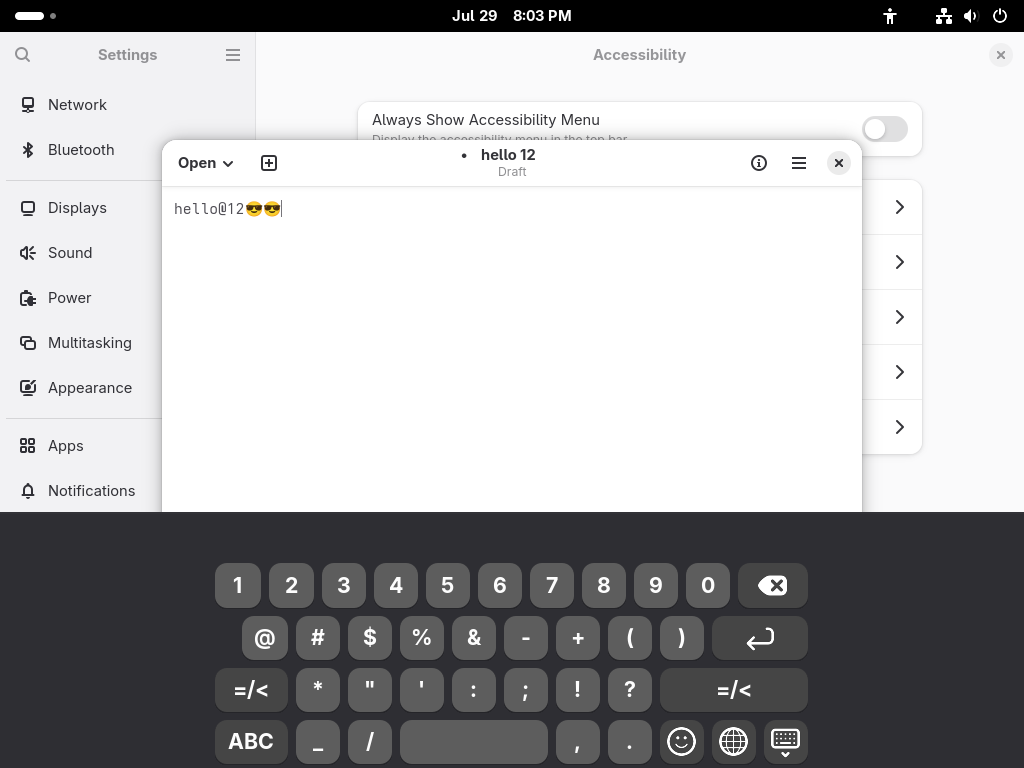 Jul 29 8:03 PM
Settings
Accessibility
Network
Bluetooth
Displays
Sound
Power
Multitasking
Appearance
Apps
Notifications
Always Show Accessibility Menu
Display the accessibility menu in the top bar
Open
• hello 12
Draft
hello@12😎😎
1 2 3 4 5 6 7 8 9 0
@ # $ % & - + ( )
=/< * " ' : ; ! ? =/<
ABC _ / , .